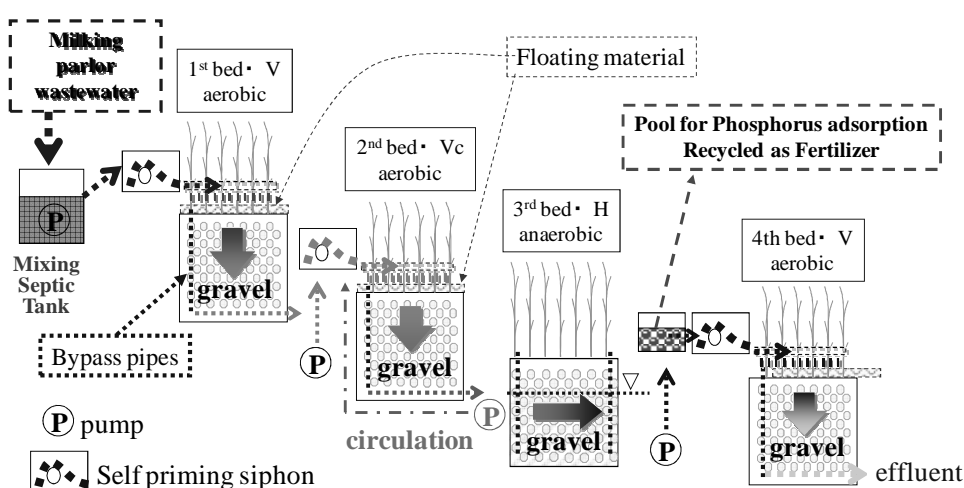 Milking
parlor
wastewater
1st bed・ V
aerobic
Floating material
2nd bed・ Vc
aerobic
Pool for Phosphorus adsorption
Recycled as Fertilizer
3rd bed・ H
anaerobic
4th bed・ V
aerobic
P
Mixing
Septic
Tank
gravel
Bypass pipes
P
gravel
P
circulation
gravel
P
gravel
effluent
P pump
Self priming siphon